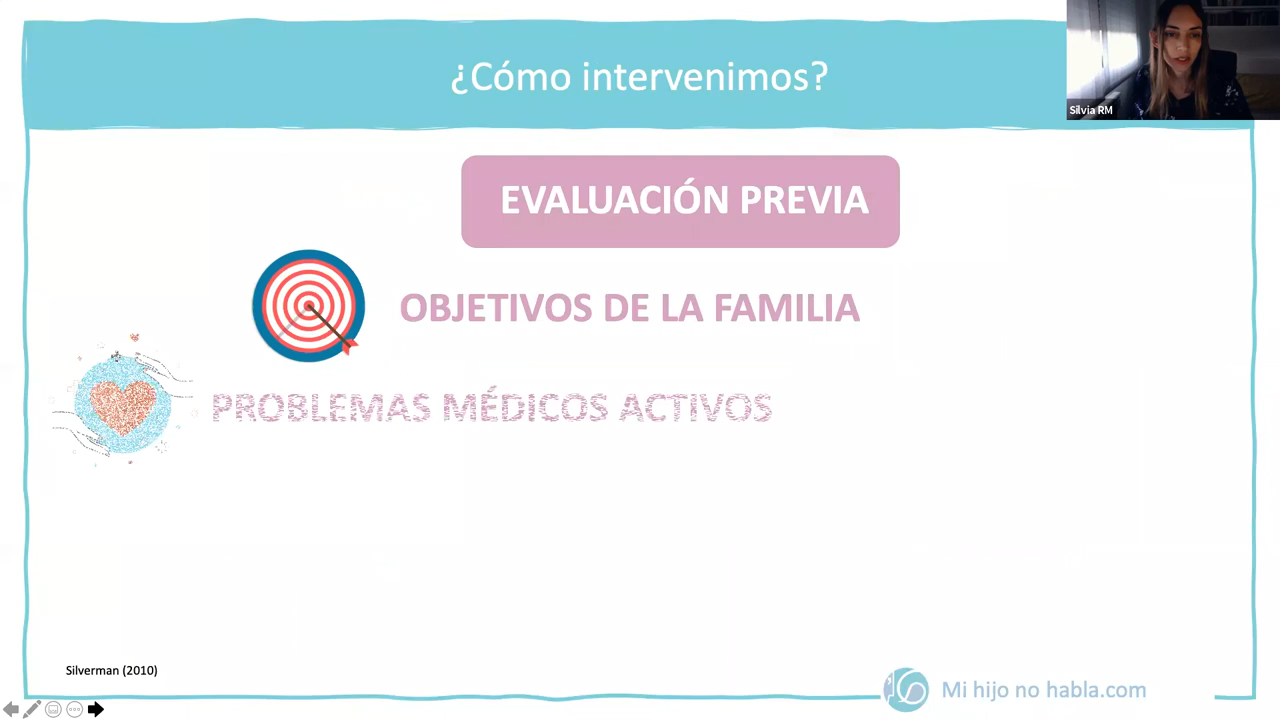 ¿Cómo intervenimos?
Silvia RM
EVALUACIÓN PREVIA
OBJETIVOS DE LA FAMILIA
PROBLEMAS MÉDICOS ACTIVOS
Silverman (2010)
Mi hijo no habla.com